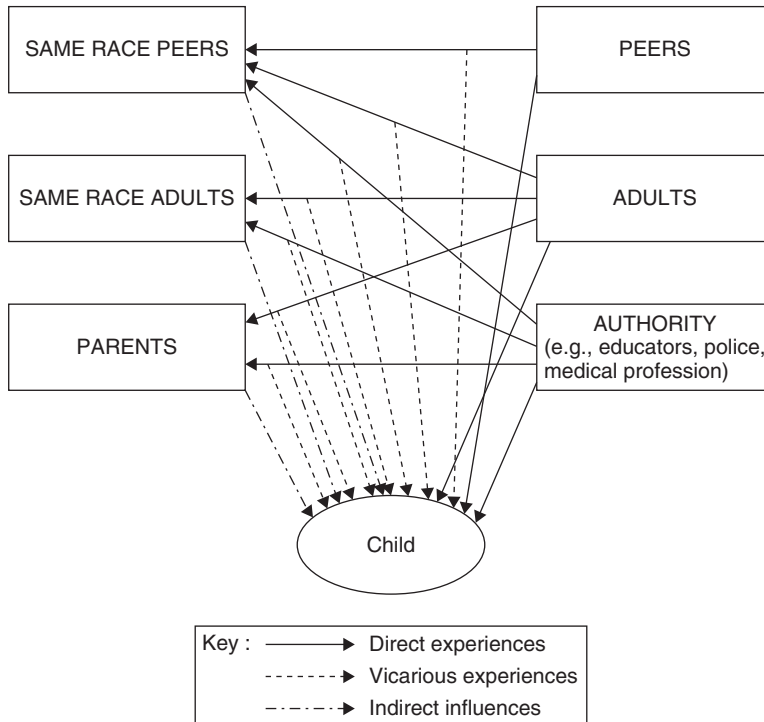 SAME RACE PEERS
PEERS
SAME RACE ADULTS
ADULTS
PARENTS
AUTHORITY
(e.g., educators, police,
medical profession)
Child
Key :
Direct experiences
Vicarious experiences
Indirect influences